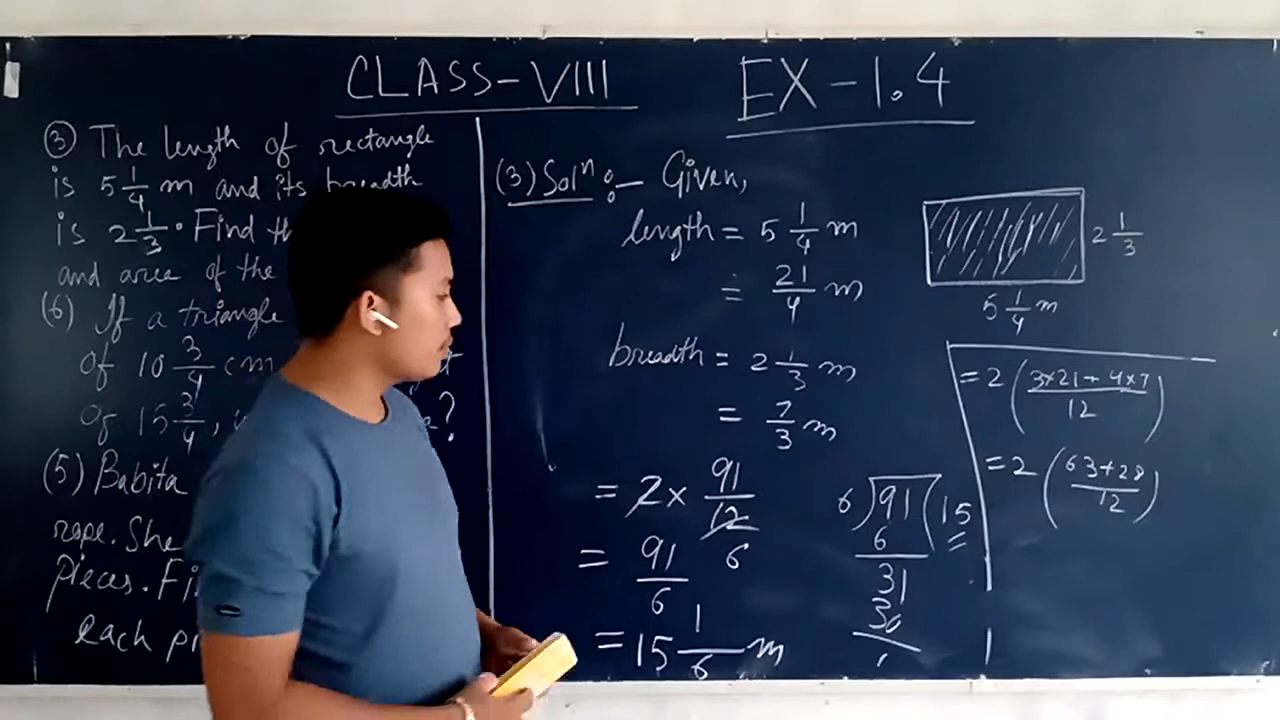 CLASS-VIII
EX-1.4
(3) The length of rectangle
is 5 1/4 m and its breadth
is 2 1/3. Find
and area of the
(6) If a triangle
of 10 3/4 cm
of 15 3/4, ?
(5) Babita
rope. She
pieces.
each
(3) Solⁿ :- Given,
length = 5 1/4 m
= 21/4 m
breadth = 2 1/3 m
= 7/3 m
= 2 × 91/12 6
= 91/6
= 15 1/6 m
6) 91 (15
6
31
30
1
2 1/3
5 1/4 m
= 2 (3×21+4×7/12)
= 2 (63+28/12)